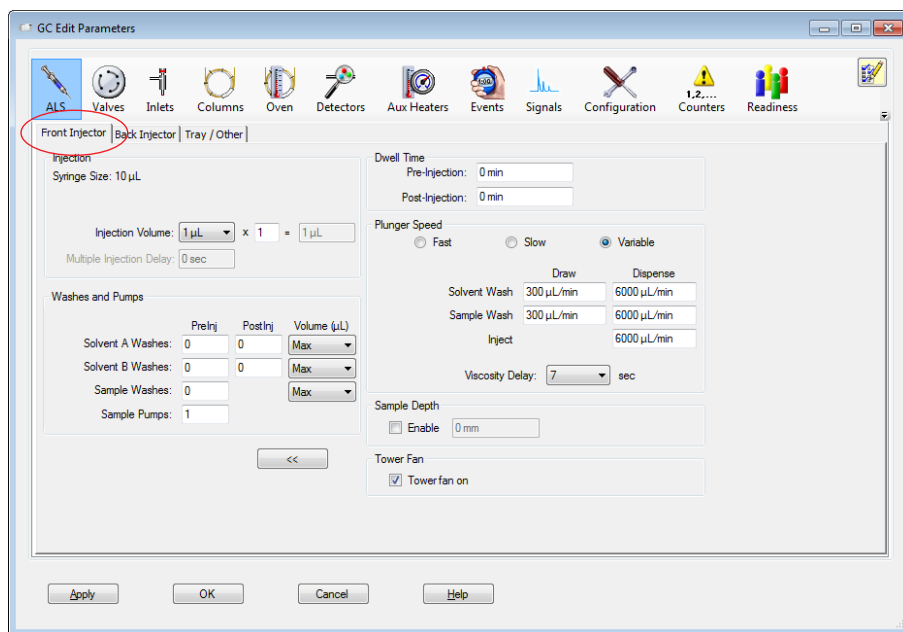 GC Edit Parameters
ALS Valves Inlets Columns Oven Detectors Aux Heaters Events Signals Configuration 1,2,... Counters Readiness
Front Injector Back Injector Tray / Other
Injection
Syringe Size: 10 µL
Injection Volume: 1 µL x 1 = 1 µL
Multiple Injection Delay: 0 sec
Washes and Pumps
PreInj PostInj Volume (µL)
Solvent A Washes: 0 0 Max
Solvent B Washes: 0 0 Max
Sample Washes: 0 Max
Sample Pumps: 1
<<
Dwell Time
Pre-Injection: 0 min
Post-Injection: 0 min
Plunger Speed
Fast Slow Variable
Draw Dispense
Solvent Wash 300 µL/min 6000 µL/min
Sample Wash 300 µL/min 6000 µL/min
Inject 6000 µL/min
Viscosity Delay: 7 sec
Sample Depth
Enable 0 mm
Tower Fan
Tower fan on
Apply OK Cancel Help